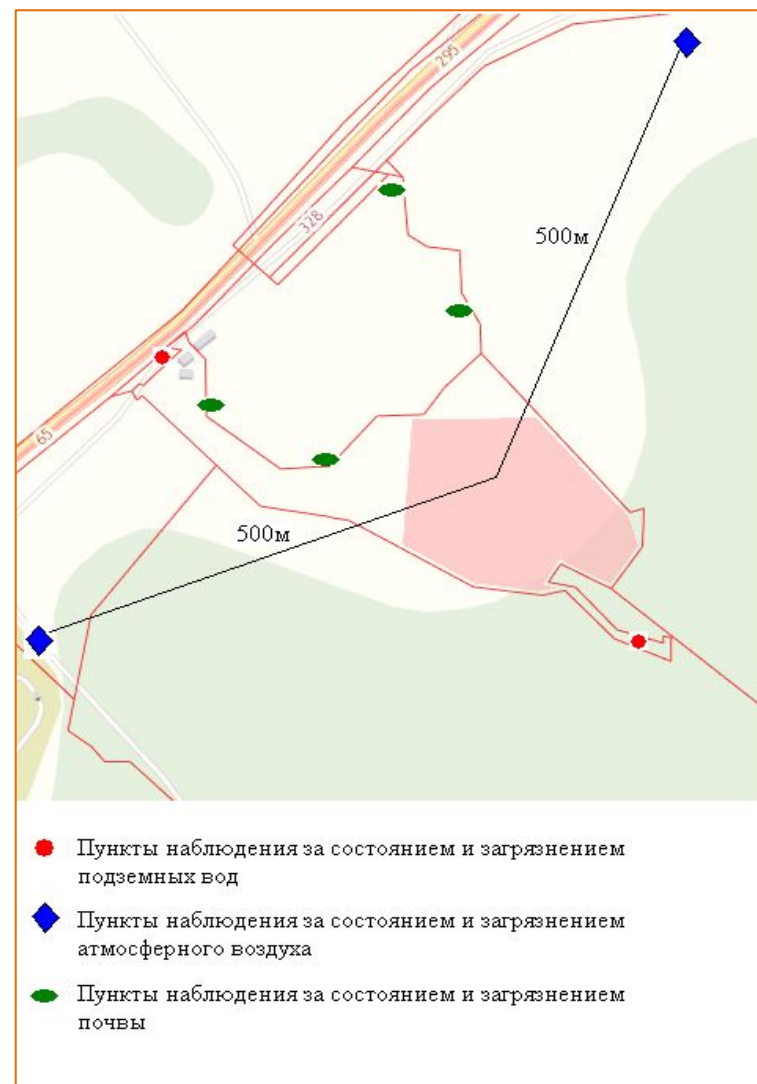 295
328
500м
65
500м
Пункты наблюдения за состоянием и загрязнением
подземных вод
Пункты наблюдения за состоянием и загрязнением
атмосферного воздуха
Пункты наблюдения за состоянием и загрязнением
почвы